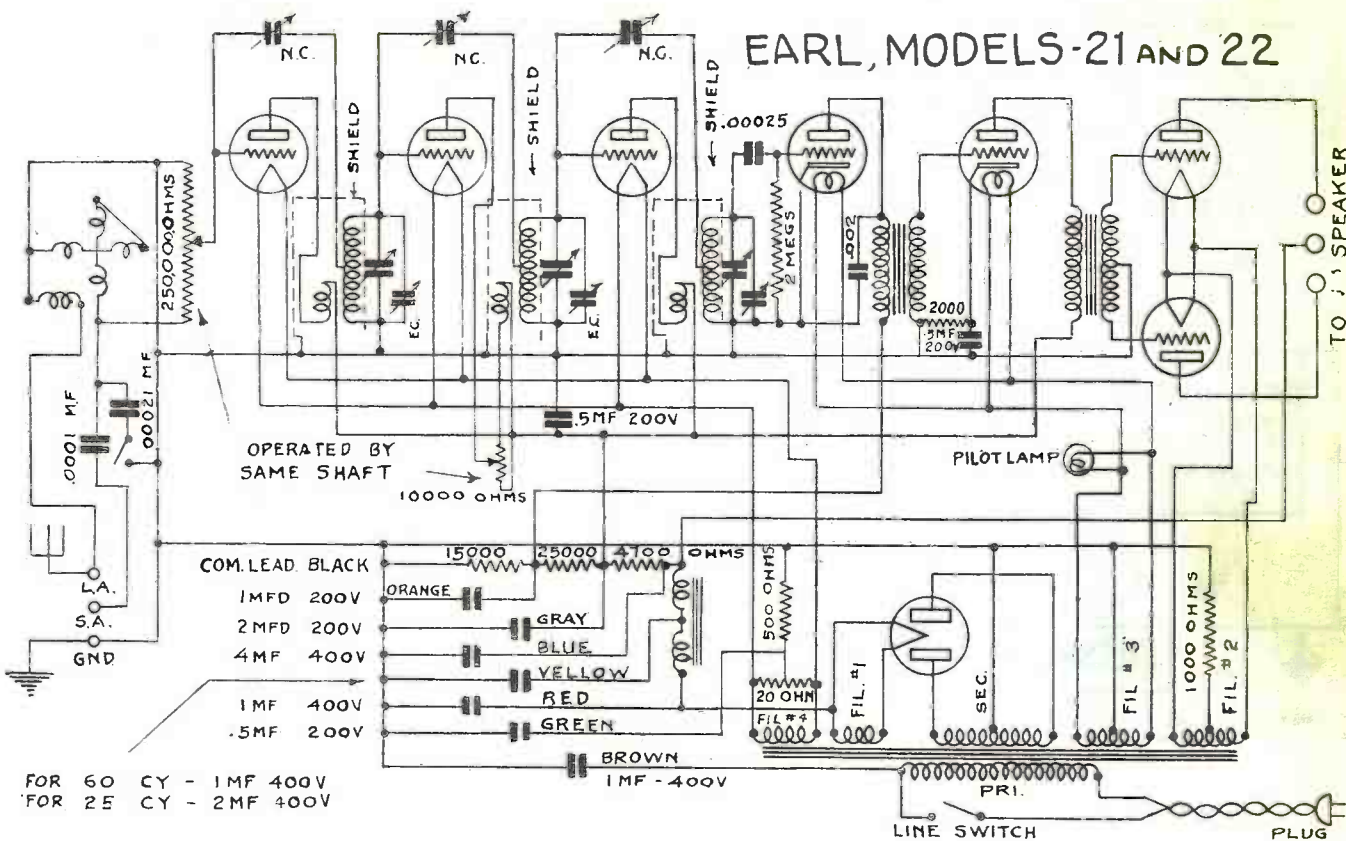 EARL, MODELS-21 AND 22
N.C.
N.C.
N.C.
SHIELD
SHIELD
SHIELD
.00025
250,000 OHMS
2 MEGS
.002
E.C.
E.C.
2000
.5MF
200V
TO SPEAKER
.0001 MF
.00021 MF
.5MF 200V
OPERATED BY
SAME SHAFT
10000 OHMS
PILOT LAMP
L.A.
S.A.
GND
COM. LEAD. BLACK
15000
25000
4700 OHMS
1MFD 200V ORANGE
2MFD 200V GRAY
4MF 400V BLUE
YELLOW
1MF 400V RED
.5MF 200V GREEN
BROWN
1MF-400V
500 OHMS
20 OHN
FIL #4
FIL. #1
SEC.
FIL #3
1000 OHMS
FIL. #2
PRI.
LINE SWITCH
PLUG
FOR 60 CY - 1MF 400V
FOR 25 CY - 2MF 400V